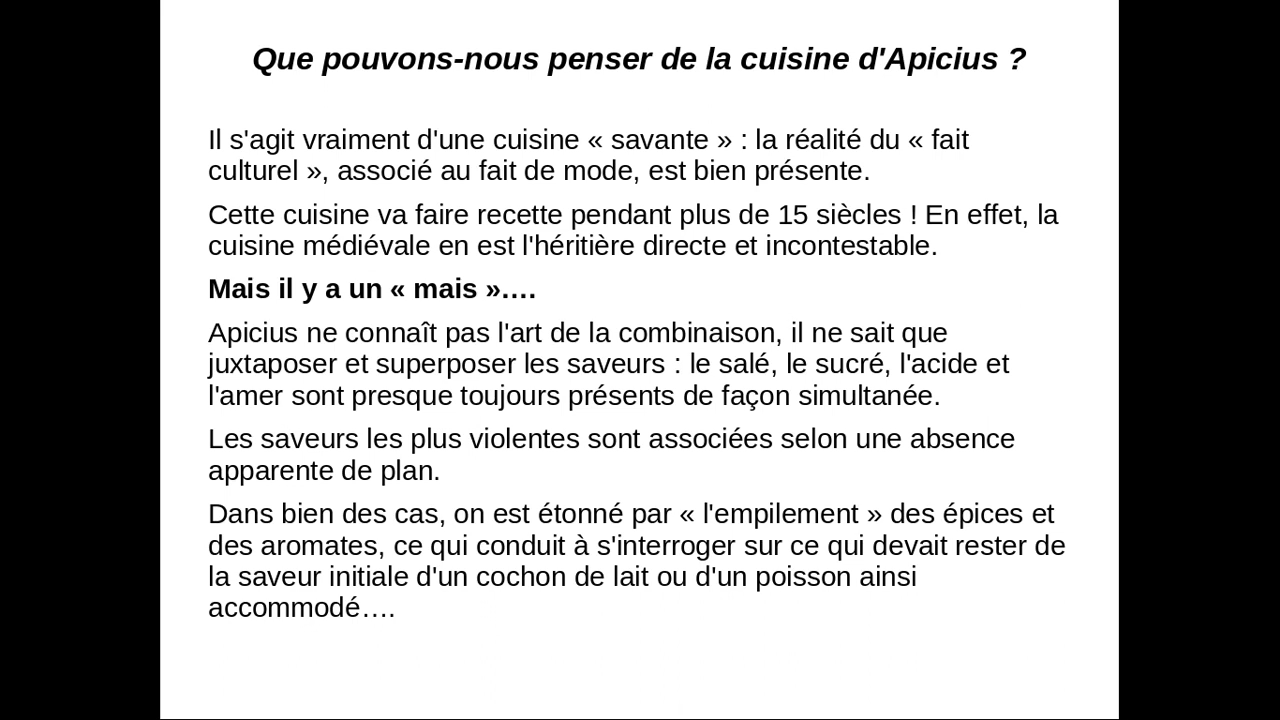 Que pouvons-nous penser de la cuisine d'Apicius ?
Il s'agit vraiment d'une cuisine « savante » : la réalité du « fait
culturel », associé au fait de mode, est bien présente.
Cette cuisine va faire recette pendant plus de 15 siècles ! En effet, la
cuisine médiévale en est l'héritière directe et incontestable.
Mais il y a un « mais »….
Apicius ne connaît pas l'art de la combinaison, il ne sait que
juxtaposer et superposer les saveurs : le salé, le sucré, l'acide et
l'amer sont presque toujours présents de façon simultanée.
Les saveurs les plus violentes sont associées selon une absence
apparente de plan.
Dans bien des cas, on est étonné par « l'empilement » des épices et
des aromates, ce qui conduit à s'interroger sur ce qui devait rester de
la saveur initiale d'un cochon de lait ou d'un poisson ainsi
accommodé….